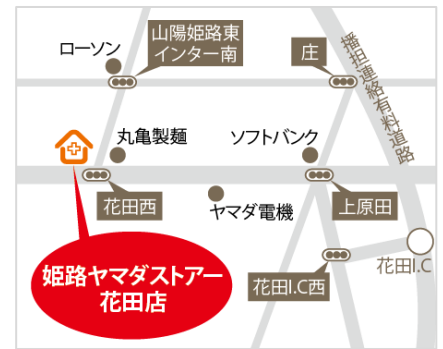 山陽姫路東
インター南
ローソン
庄
播但連絡有料道路
丸亀製麺
ソフトバンク
花田西
ヤマダ電機
上原田
姫路ヤマダストアー
花田店
花田I.C西
花田I.C